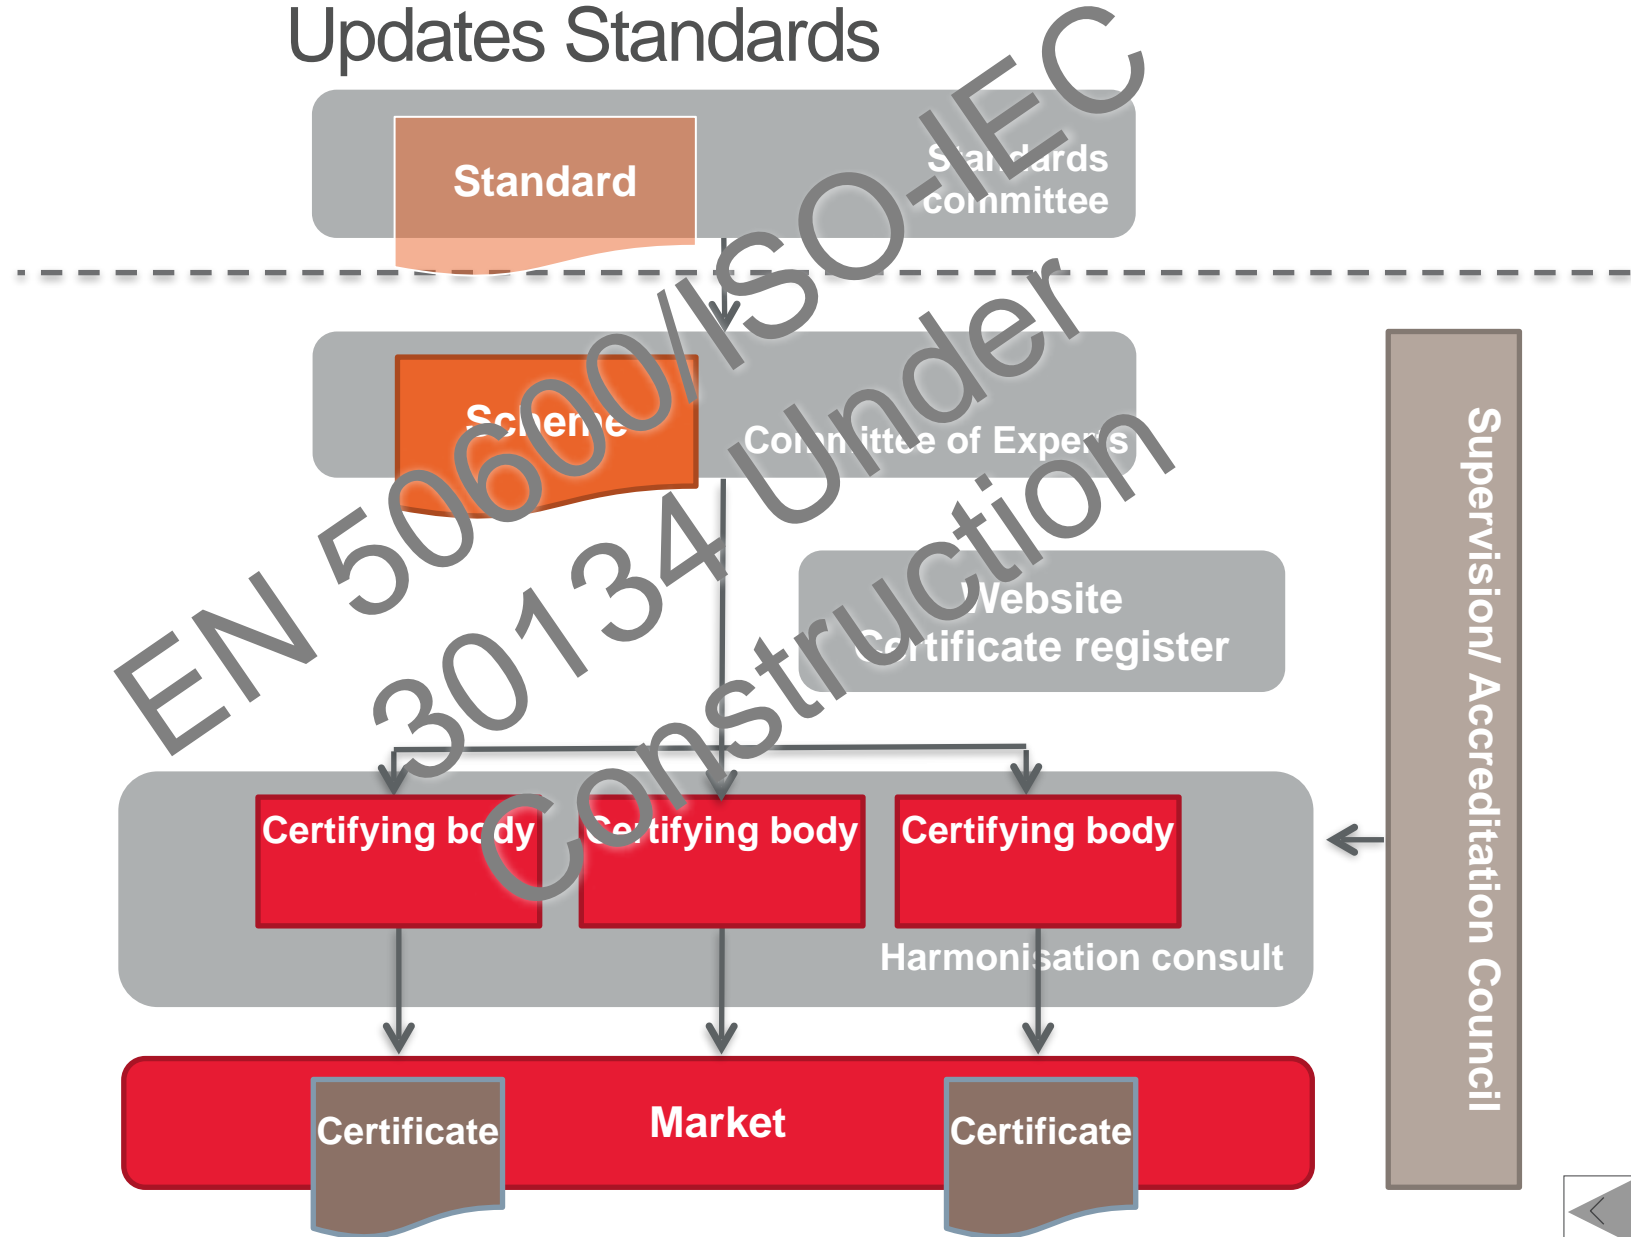 Updates Standards
Standard
Standards
committee
Scheme
Committee of Experts
Website
Certificate register
EN 50600/ISO-IEC
30134 Under
Construction
Supervision/ Accreditation Council
Certifying body
Certifying body
Certifying body
Harmonisation consult
Certificate
Market
Certificate